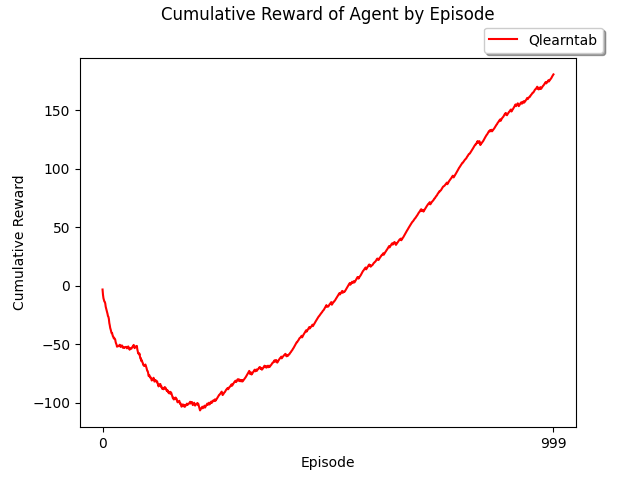 Cumulative Reward of Agent by Episode
Qlearntab
150
100
50
0
−50
−100
Cumulative Reward
0
999
Episode